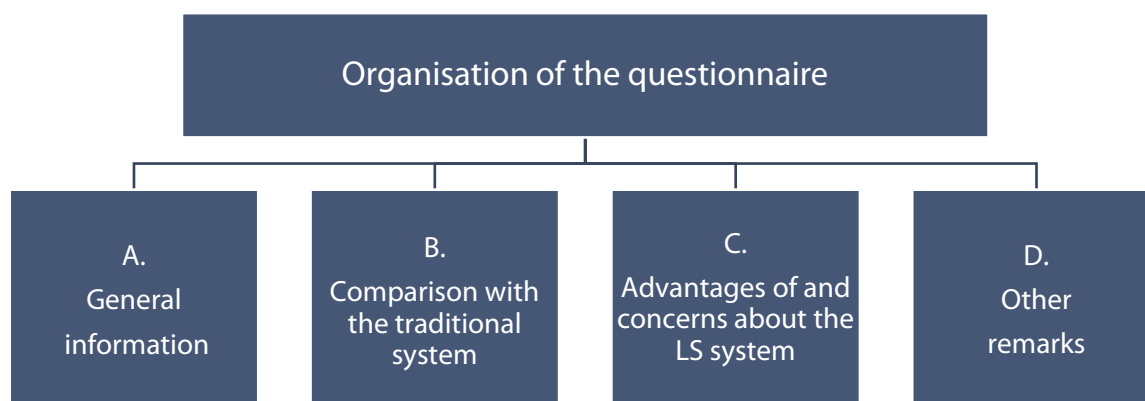 Organisation of the questionnaire
A.
General
information
B.
Comparison with
the traditional
system
C.
Advantages of and
concerns about the
LS system
D.
Other
remarks